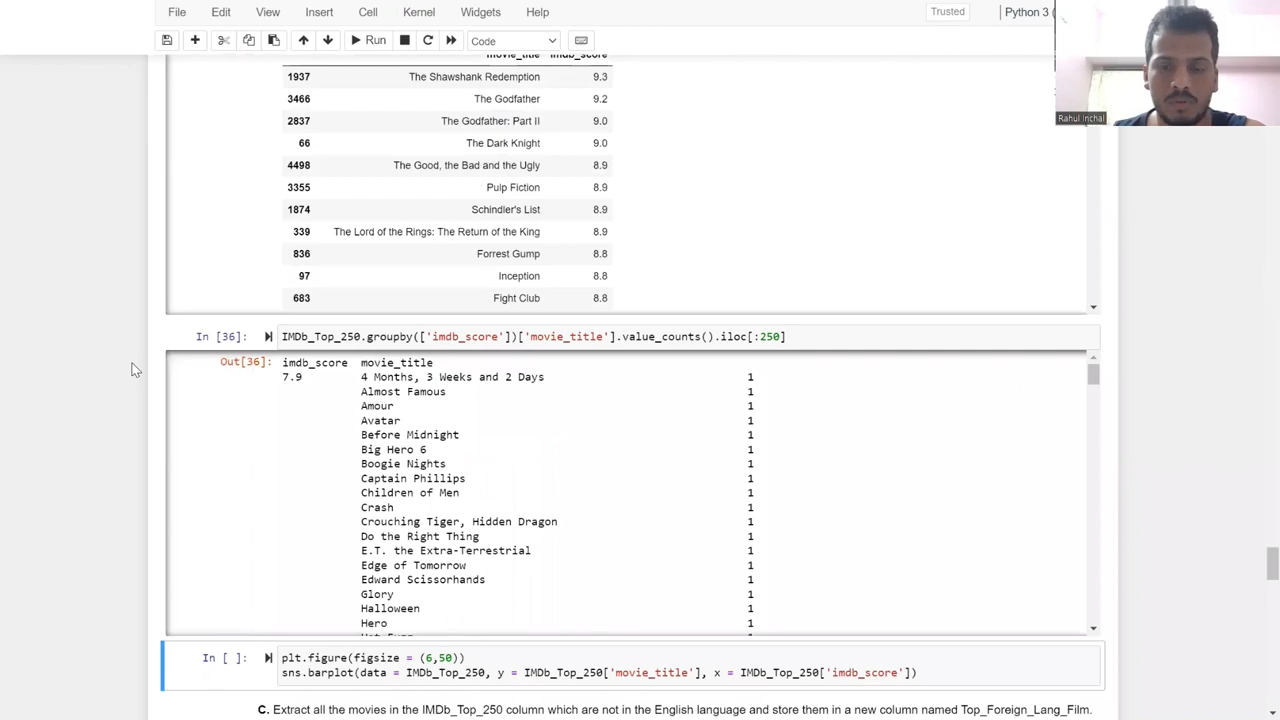 File Edit View Insert Cell Kernel Widgets Help Trusted Python 3
Run Code
movie_title imdb_score
1937 The Shawshank Redemption 9.3
3466 The Godfather 9.2
2837 The Godfather: Part II 9.0
66 The Dark Knight 9.0
4498 The Good, the Bad and the Ugly 8.9
3355 Pulp Fiction 8.9
1874 Schindler's List 8.9
339 The Lord of the Rings: The Return of the King 8.9
836 Forrest Gump 8.8
97 Inception 8.8
683 Fight Club 8.8
Rahul Inchal
In [36]: IMDb_Top_250.groupby(['imdb_score'])['movie_title'].value_counts().iloc[:250]
Out[36]: imdb_score movie_title
7.9 4 Months, 3 Weeks and 2 Days 1
Almost Famous 1
Amour 1
Avatar 1
Before Midnight 1
Big Hero 6 1
Boogie Nights 1
Captain Phillips 1
Children of Men 1
Crash 1
Crouching Tiger, Hidden Dragon 1
Do the Right Thing 1
E.T. the Extra-Terrestrial 1
Edge of Tomorrow 1
Edward Scissorhands 1
Glory 1
Halloween 1
Hero 1
In [ ]: plt.figure(figsize = (6,50))
sns.barplot(data = IMDb_Top_250, y = IMDb_Top_250['movie_title'], x = IMDb_Top_250['imdb_score'])
C. Extract all the movies in the IMDb_Top_250 column which are not in the English language and store them in a new column named Top_Foreign_Lang_Film.